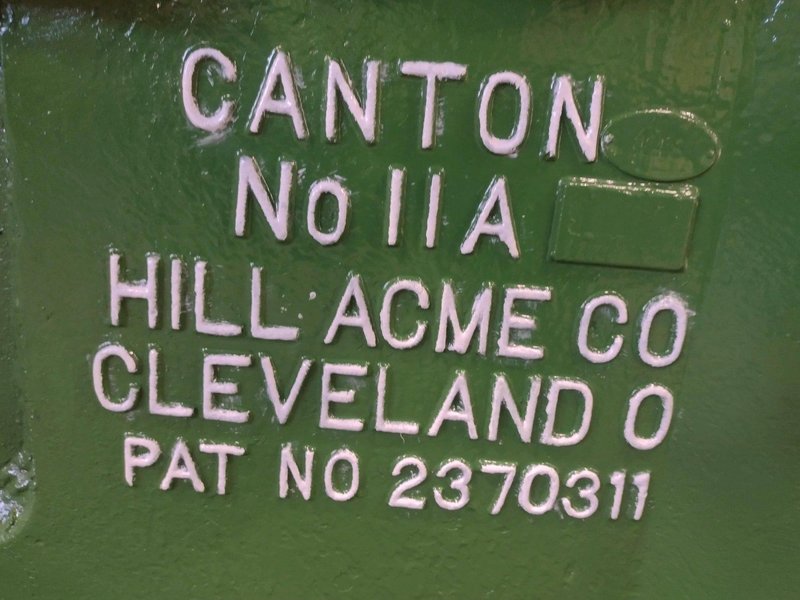 CANTON
No 11A
HILL ACME CO
CLEVELAND O
PAT NO 2370311